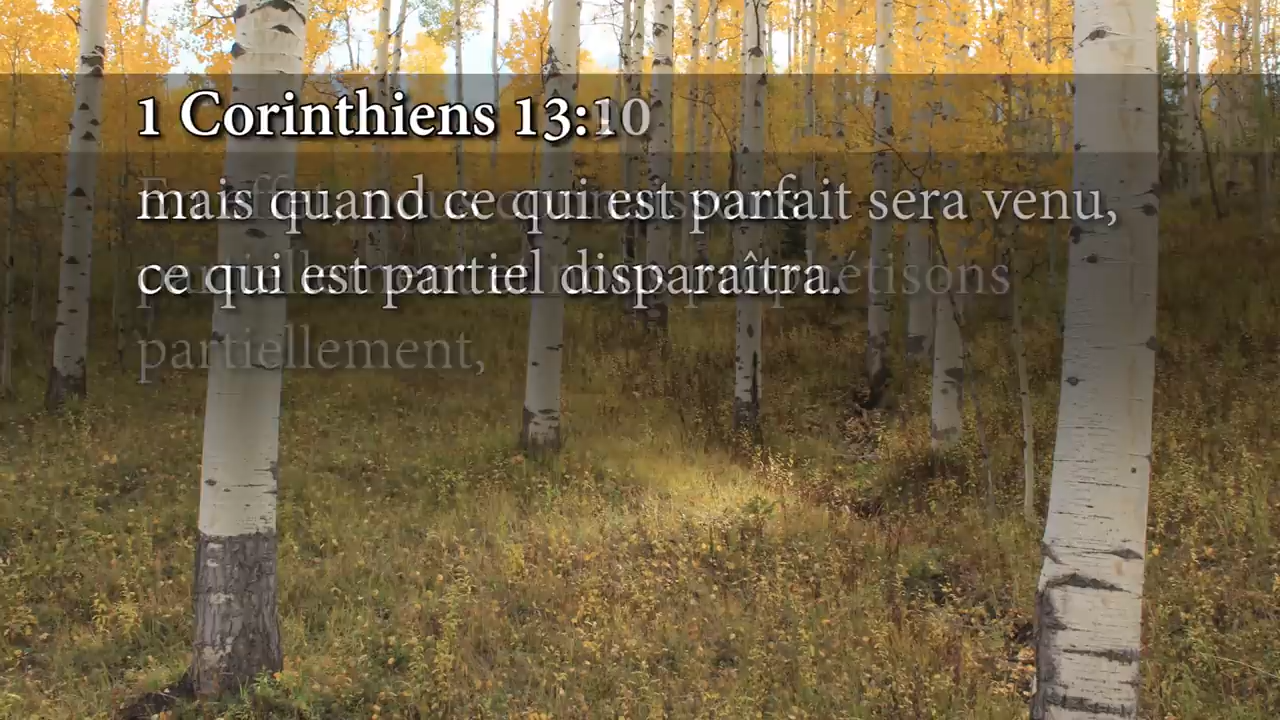 1 Corinthiens 13:10
mais quand ce qui est parfait sera venu,
ce qui est partiel disparaîtra.
partiellement,